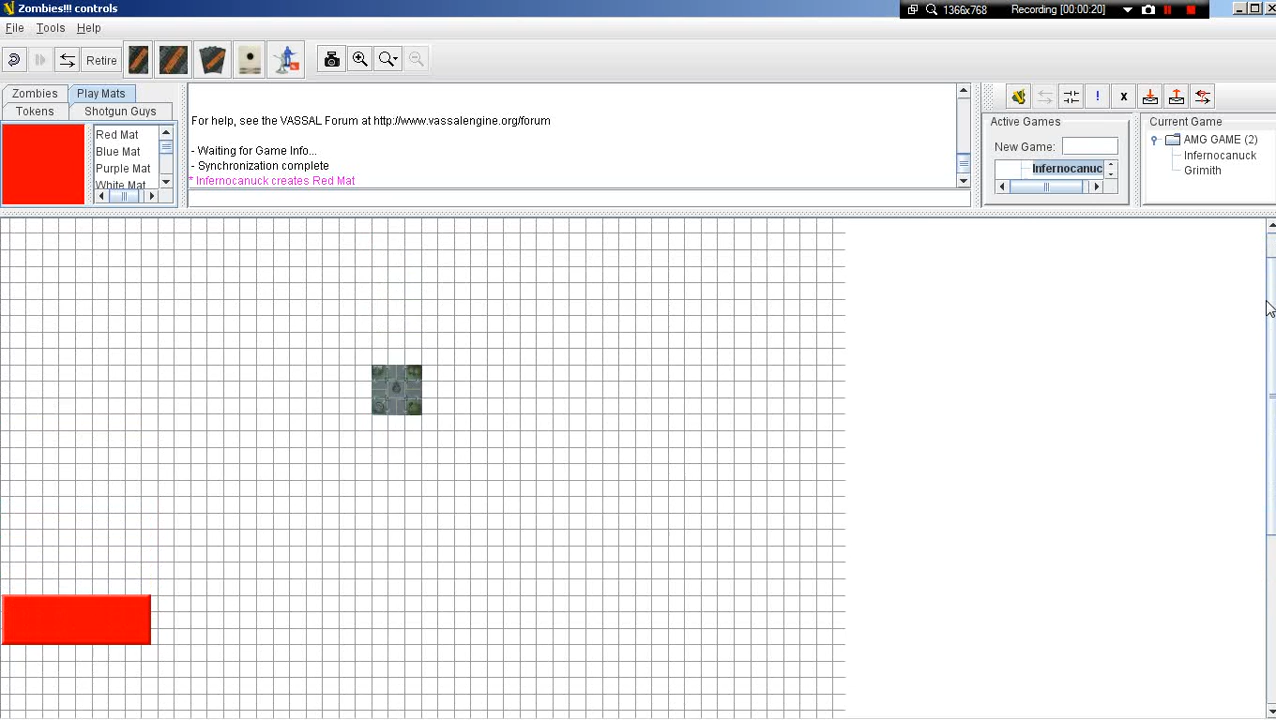 Zombies!!! controls
1366x768
Recording [00:00:20]
File Tools Help
Retire
Zombies Play Mats
Tokens Shotgun Guys
Red Mat
Blue Mat
Purple Mat
White Mat
For help, see the VASSAL Forum at http://www.vassalengine.org/forum
- Waiting for Game Info...
- Synchronization complete
* Infernocanuck creates Red Mat
Active Games
New Game:
Infernocanuc
Current Game
AMG GAME (2)
Infernocanuck
Grimith